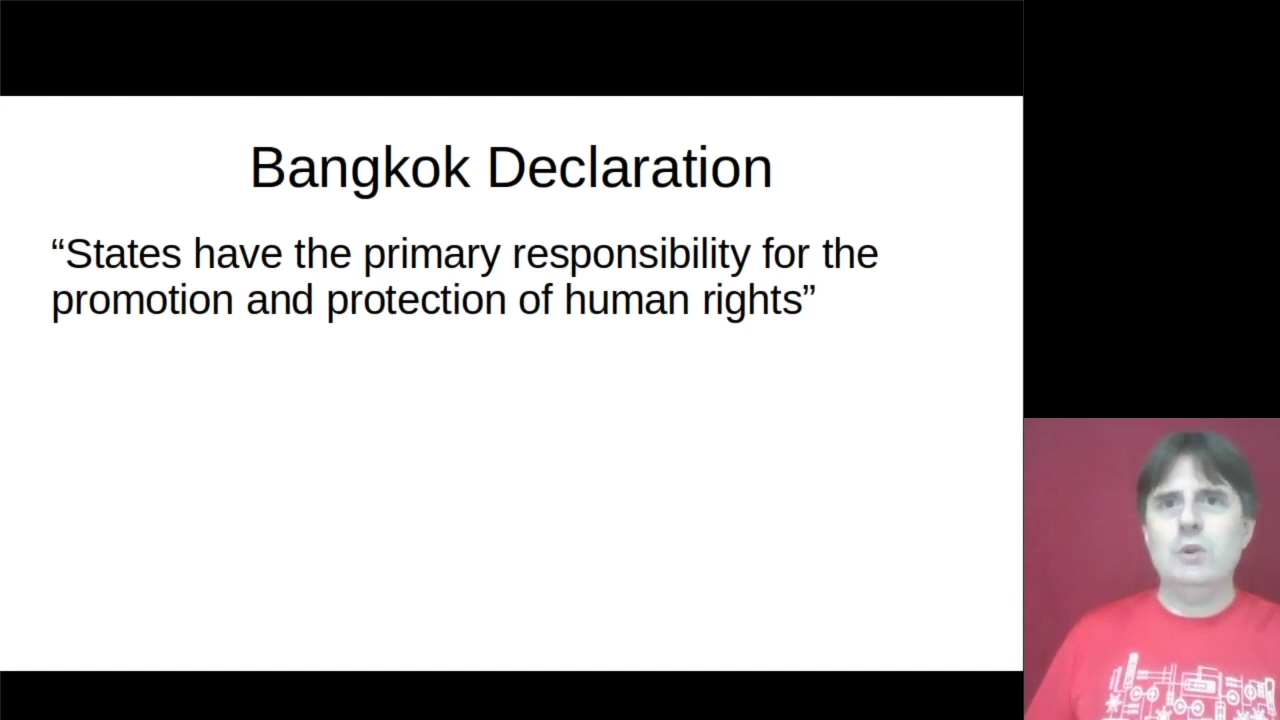 Bangkok Declaration
“States have the primary responsibility for the
promotion and protection of human rights”